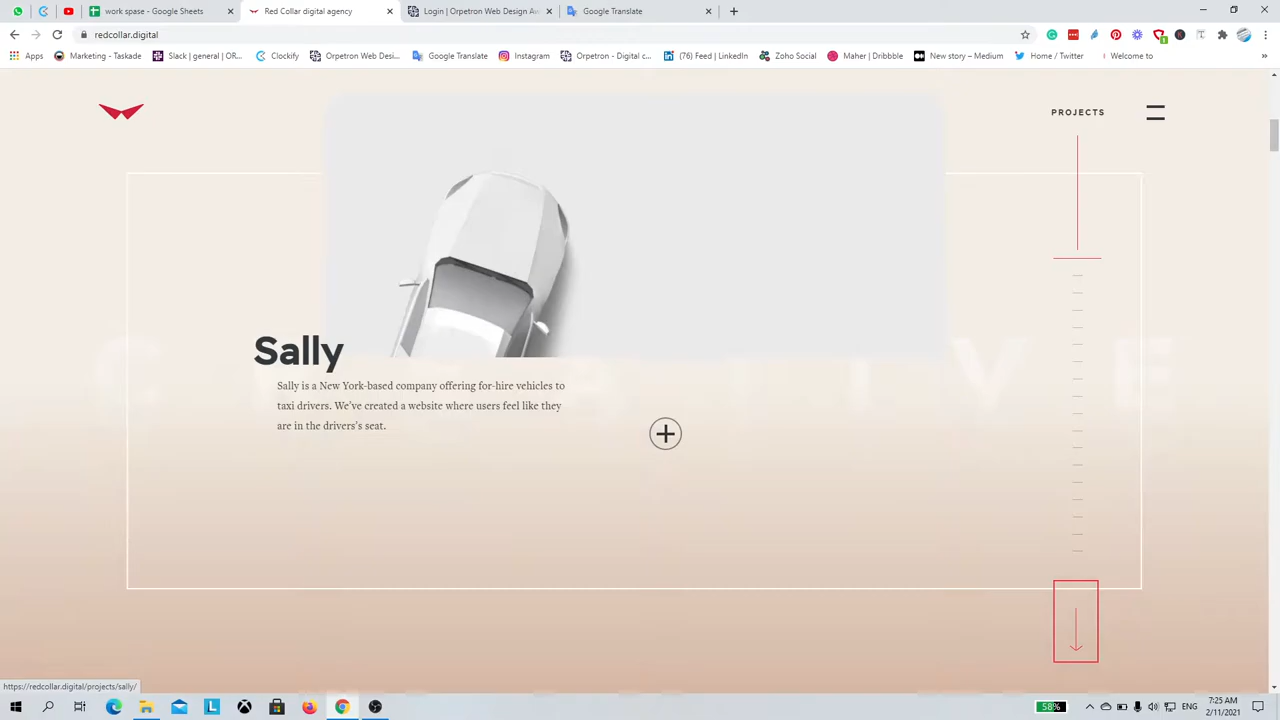 work spase - Google Sheets
Red Collar digital agency
Login | Orpetron Web Design Aw
Google Translate
redcollar.digital
Apps
Marketing - Taskade
Slack | general | OR...
Clockify
Orpetron Web Desi...
Google Translate
Instagram
Orpetron - Digital c...
(76) Feed | LinkedIn
Zoho Social
Maher | Dribbble
New story – Medium
Home / Twitter
Welcome to
PROJECTS
Sally
Sally is a New York-based company offering for-hire vehicles to
taxi drivers. We've created a website where users feel like they
are in the drivers's seat.
https://redcollar.digital/projects/sally/
58%
ENG
7:25 AM
2/11/2021